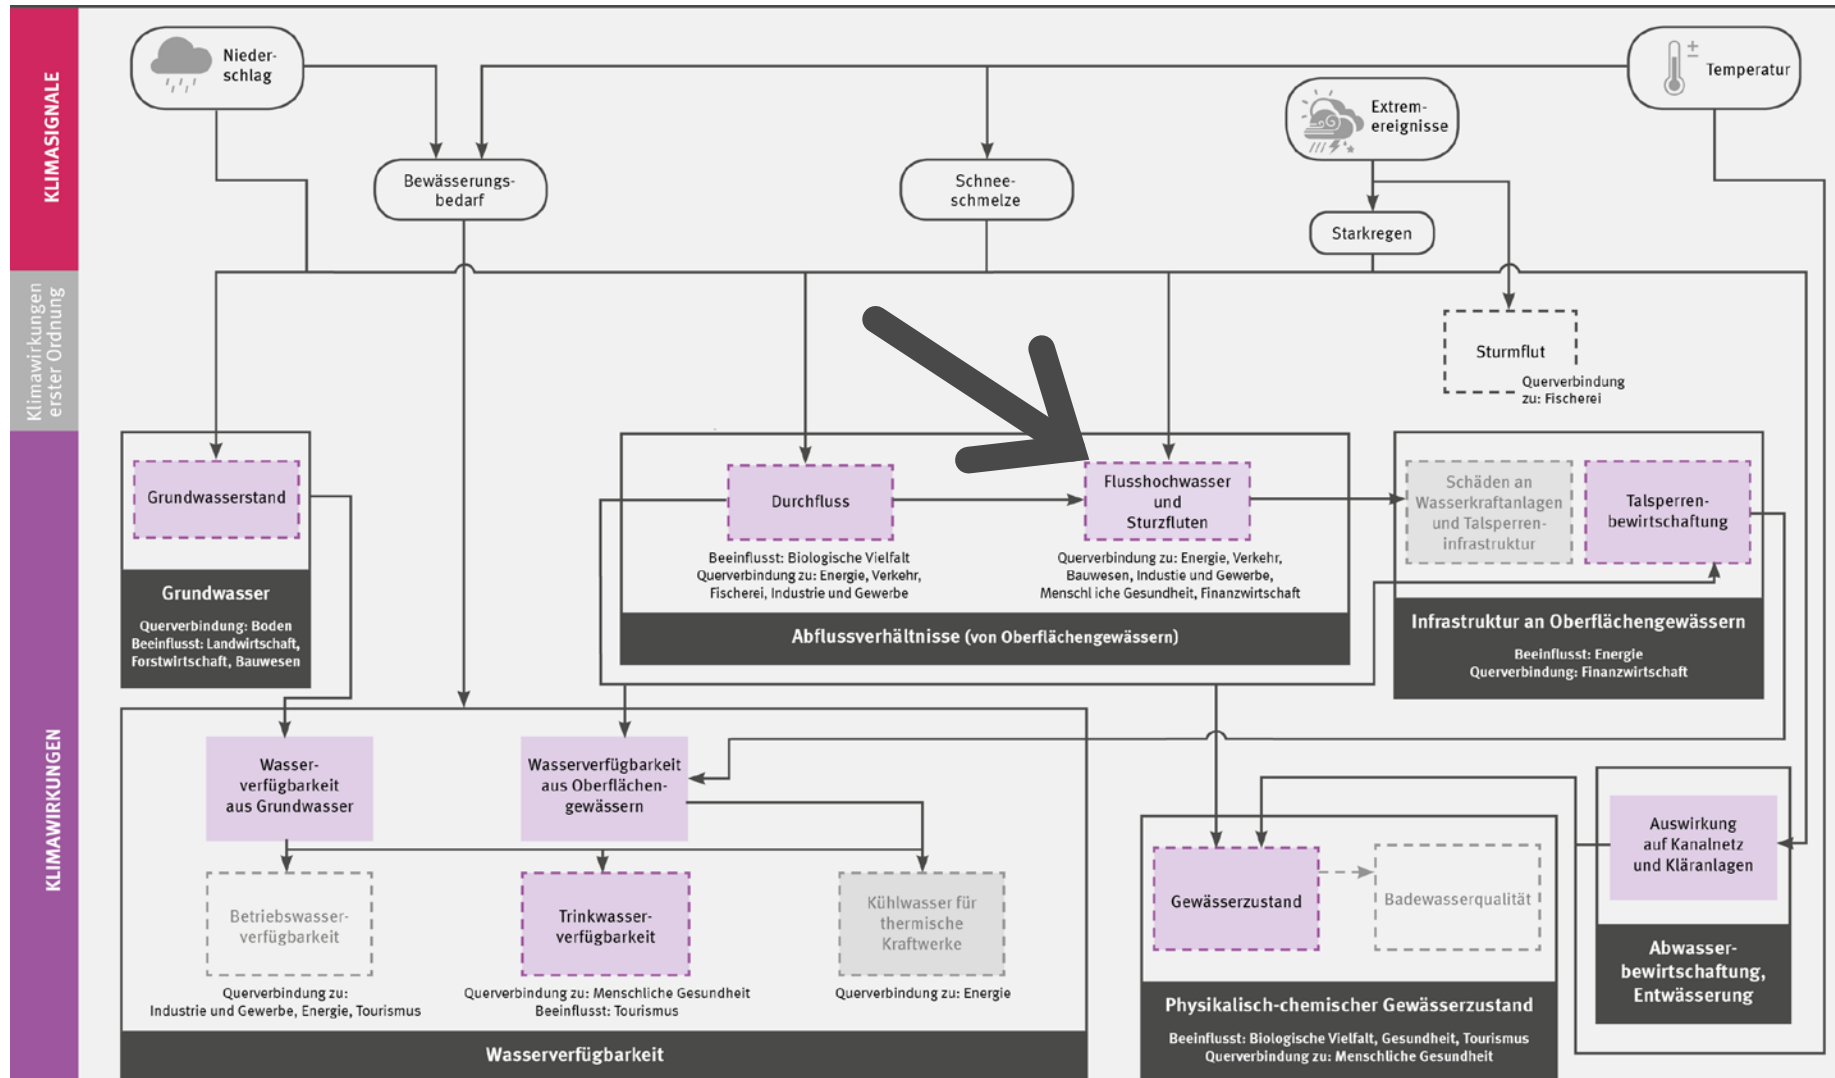 KLIMASIGNALE
Nieder-
schlag
Temperatur
Extrem-
ereignisse
Bewässerungs-
bedarf
Schnee-
schmelze
Starkregen
Klimawirkungen
erster Ordnung
Sturmflut
Querverbindung
zu: Fischerei
KLIMAWIRKUNGEN
Grundwasserstand
Grundwasser
Querverbindung: Boden
Beeinflusst: Landwirtschaft,
Forstwirtschaft, Bauwesen
Durchfluss
Beeinflusst: Biologische Vielfalt
Querverbindung zu: Energie, Verkehr,
Fischerei, Industrie und Gewerbe
Flusshochwasser
und
Sturzfluten
Querverbindung zu: Energie, Verkehr,
Bauwesen, Industie und Gewerbe,
Menschl iche Gesundheit, Finanzwirtschaft
Abflussverhältnisse (von Oberflächengewässern)
Schäden an
Wasserkraftanlagen
und Talsperren-
infrastruktur
Talsperren-
bewirtschaftung
Infrastruktur an Oberflächengewässern
Beeinflusst: Energie
Querverbindung: Finanzwirtschaft
Wasser-
verfügbarkeit
aus Grundwasser
Wasserverfügbarkeit
aus Oberflächen-
gewässern
Betriebswasser-
verfügbarkeit
Querverbindung zu:
Industrie und Gewerbe, Energie, Tourismus
Trinkwasser-
verfügbarkeit
Querverbindung zu: Menschliche Gesundheit
Beeinflusst: Tourismus
Kühlwasser für
thermische
Kraftwerke
Querverbindung zu: Energie
Wasserverfügbarkeit
Gewässerzustand
Badewasserqualität
Physikalisch-chemischer Gewässerzustand
Beeinflusst: Biologische Vielfalt, Gesundheit, Tourismus
Querverbindung zu: Menschliche Gesundheit
Auswirkung
auf Kanalnetz
und Kläranlagen
Abwasser-
bewirtschaftung,
Entwässerung